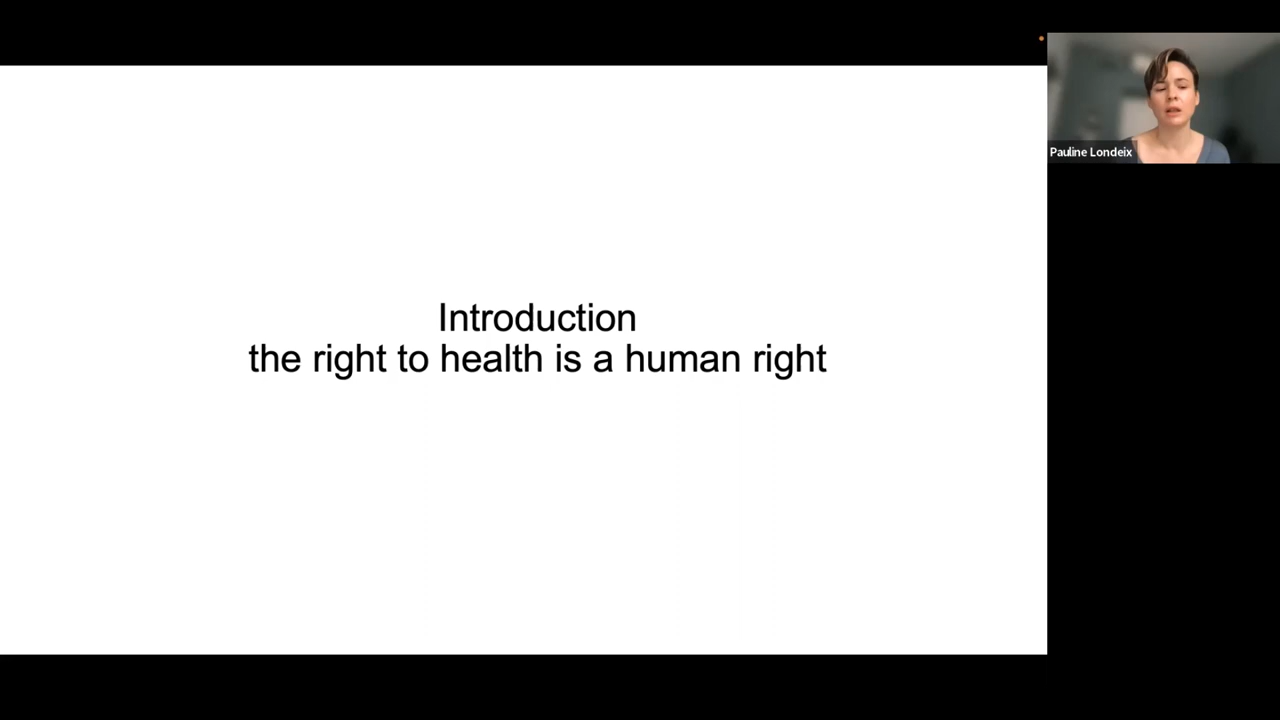 Introduction
the right to health is a human right
Pauline Londeix